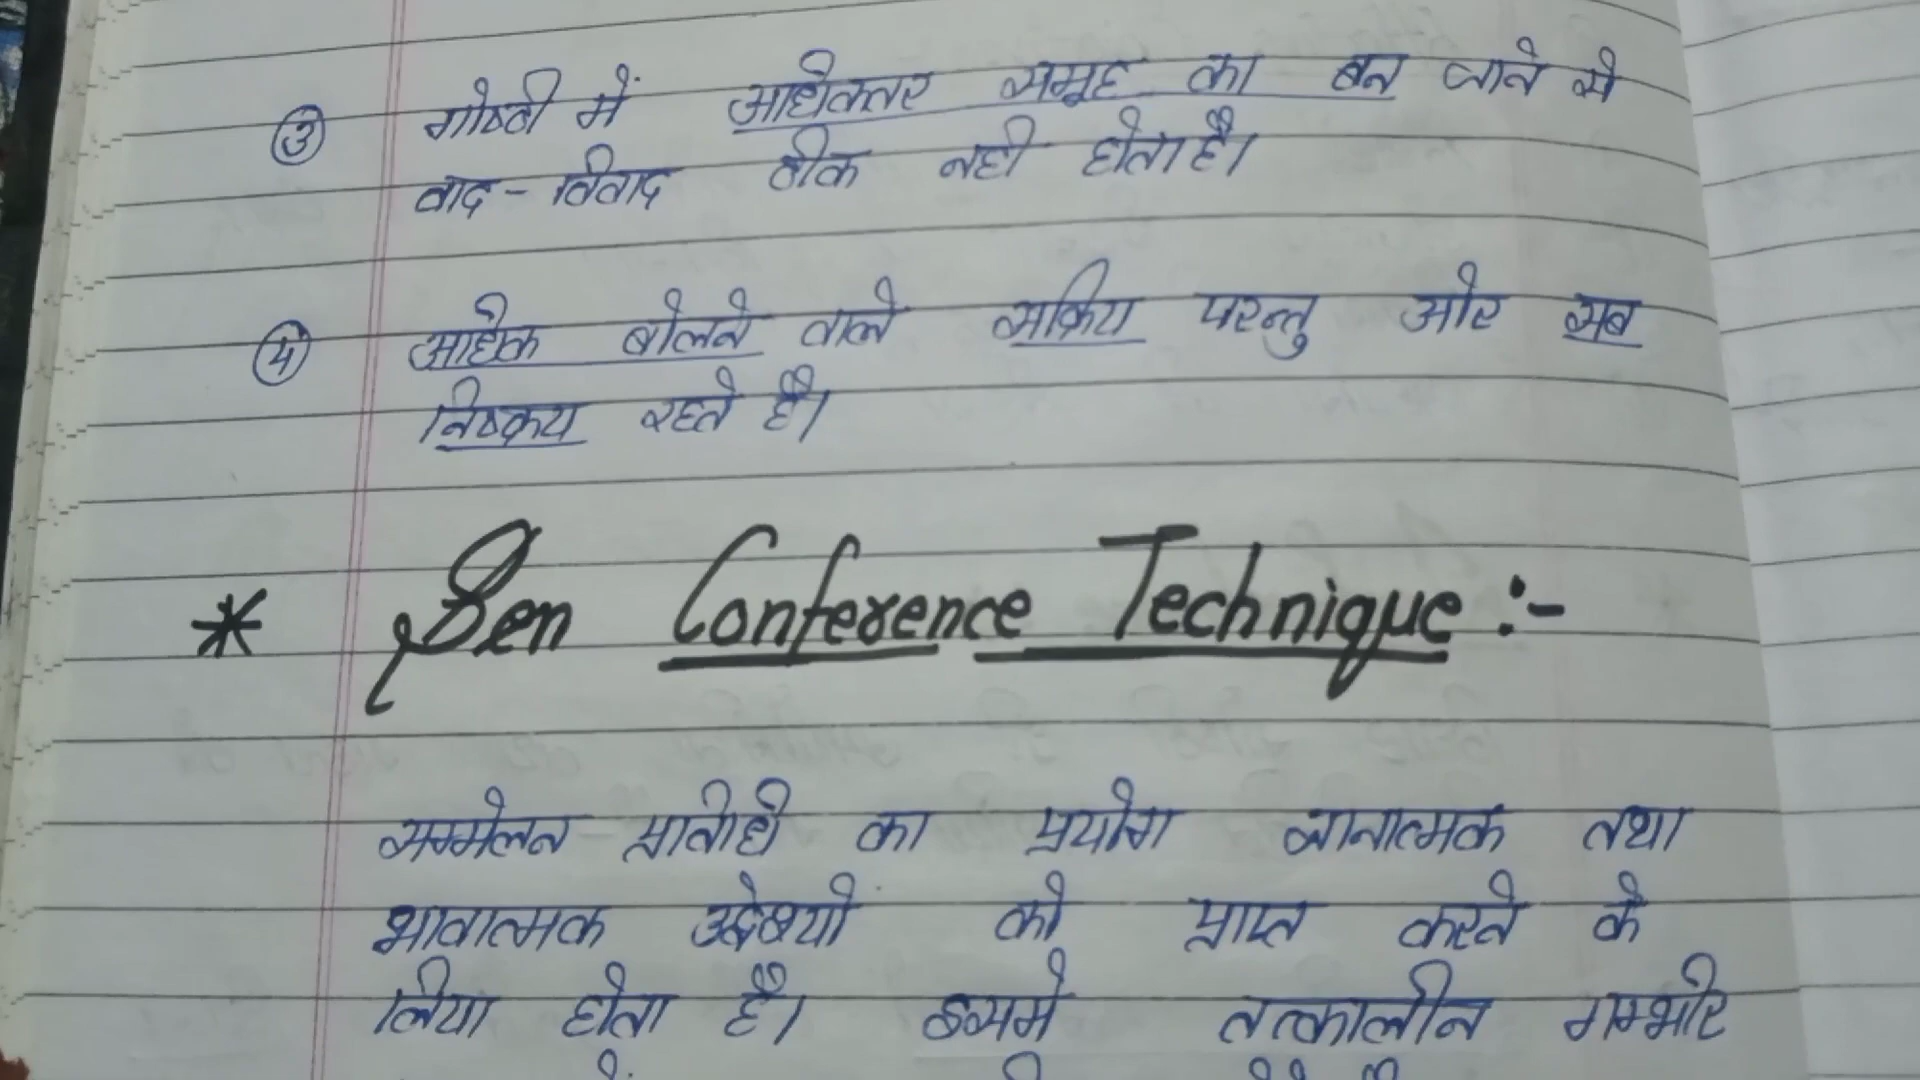 ③ गोष्ठी में अधिकतर समूह का बन जाने से
वाद-विवाद ठीक नही होता है।
④ अधिक बोलने वाले सक्रिय परन्तु और सब
निष्क्रय रहते है।
* Conference Technique :-
सम्मेलन प्रविधि का प्रयोग ज्ञानात्मक तथा
भावात्मक उद्देश्यो को प्राप्त करने के
लिया होता है। इसमे तत्कालीन गम्भीर